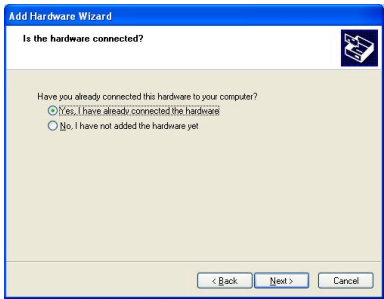 Add Hardware Wizard
Is the hardware connected?
Have you already connected this hardware to your computer?
Yes, I have already connected the hardware
No, I have not added the hardware yet
< Back
Next >
Cancel